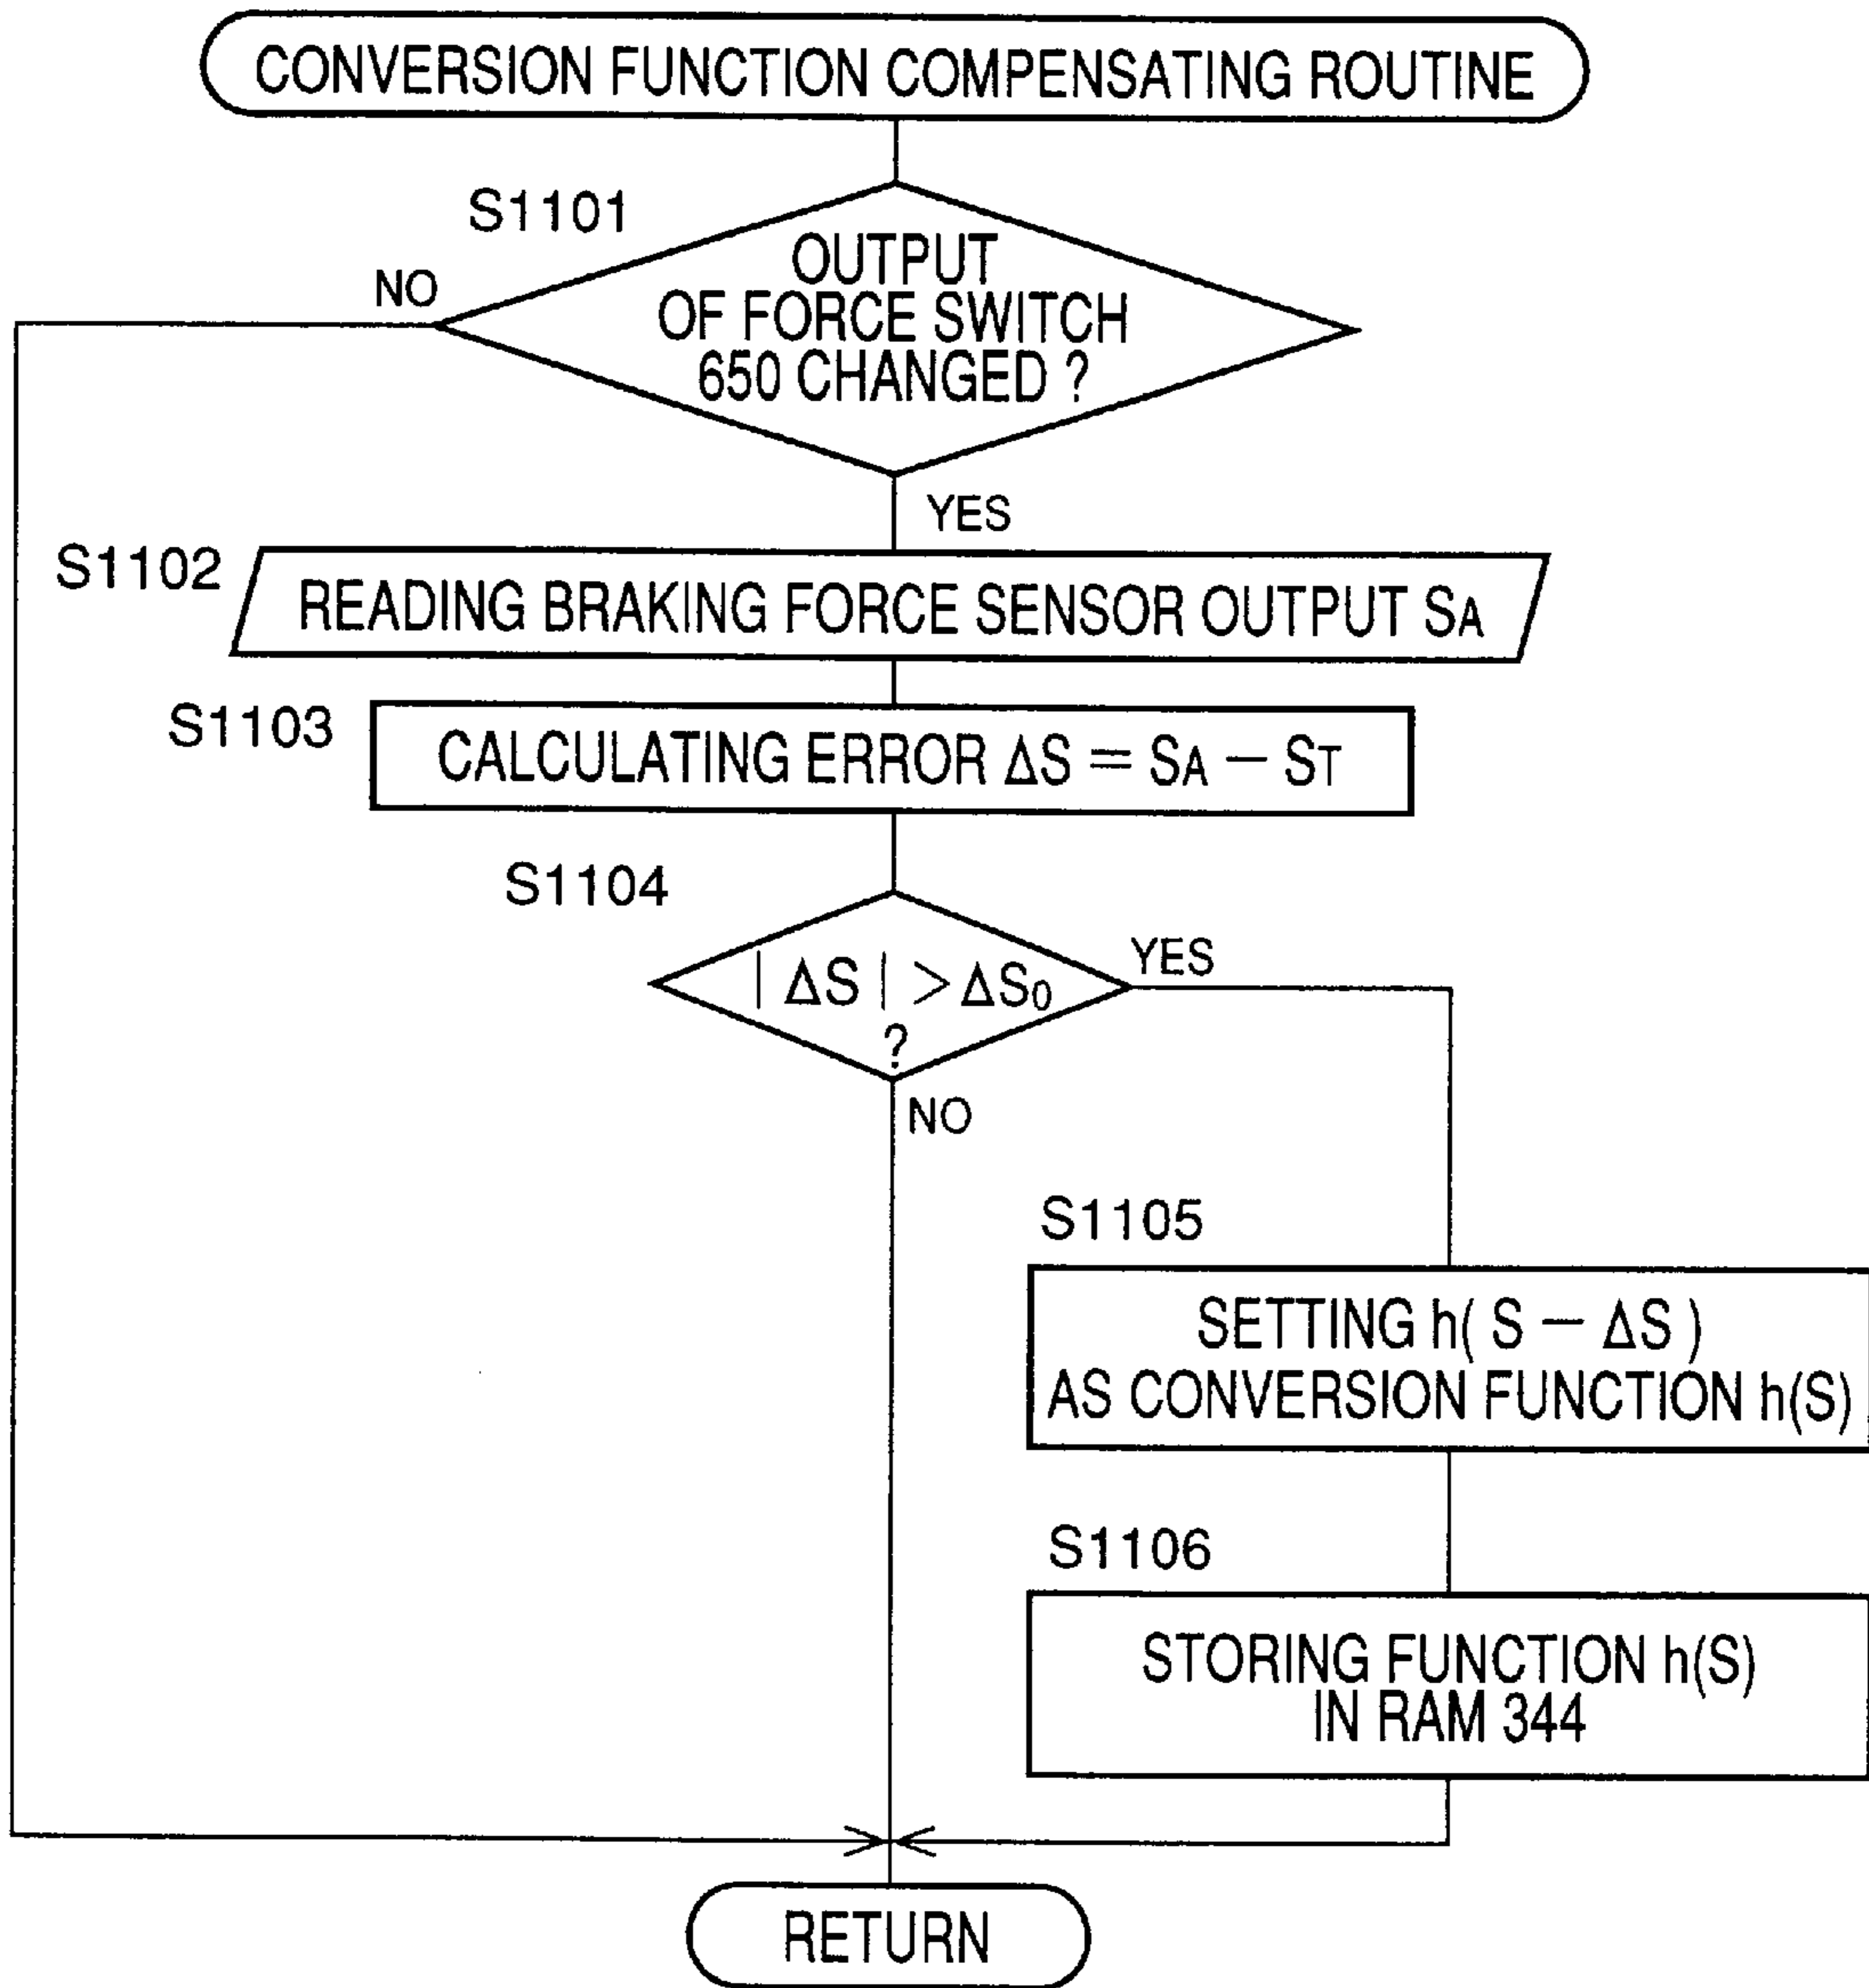 CONVERSION FUNCTION COMPENSATING ROUTINE
S1101
NO
OUTPUT
OF FORCE SWITCH
650 CHANGED ?
YES
S1102
READING BRAKING FORCE SENSOR OUTPUT SA
S1103
CALCULATING ERROR ΔS = SA − ST
S1104
| ΔS | > ΔS0
?
YES
NO
S1105
SETTING h( S − ΔS )
AS CONVERSION FUNCTION h(S)
S1106
STORING FUNCTION h(S)
IN RAM 344
RETURN